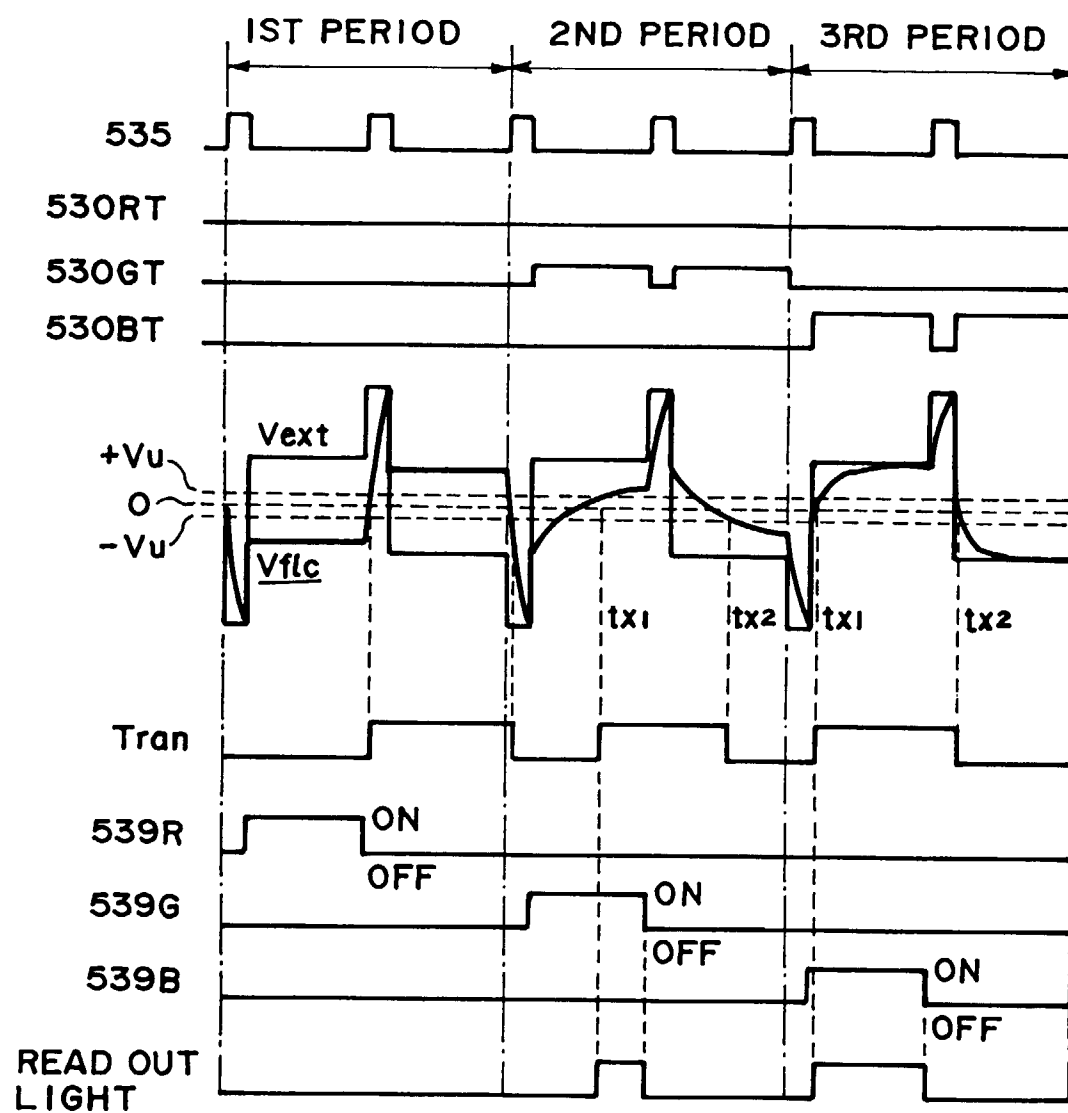 1ST PERIOD 2ND PERIOD 3RD PERIOD
535
530RT
530GT
530BT
Vext
+Vu
0
-Vu
Vflc
tx1 tx2 tx1 tx2
Tran
539R ON
OFF
539G ON
OFF
539B ON
OFF
READ OUT
LIGHT